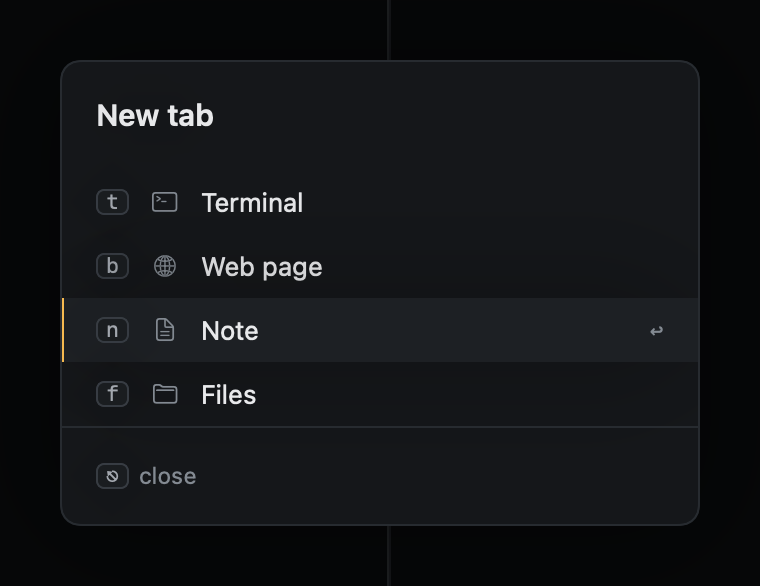 New tab
t Terminal
b Web page
n Note ↩
f Files
⎋ close